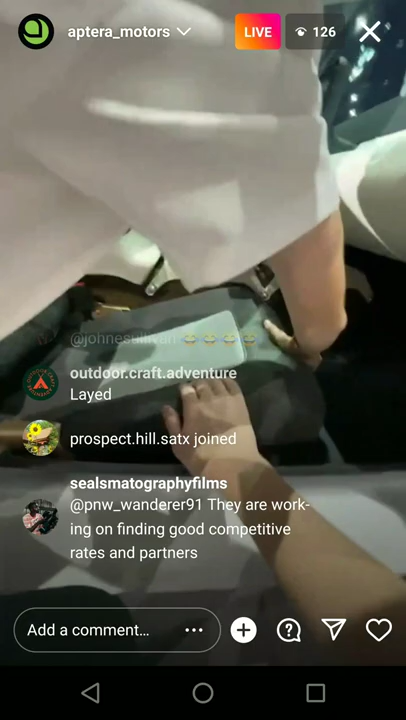 aptera_motors
LIVE
126
@johnesullivan 😂😂😂😂
outdoor.craft.adventure
Layed
prospect.hill.satx joined
sealsmatographyfilms
@pnw_wanderer91 They are work-
ing on finding good competitive
rates and partners
Add a comment...